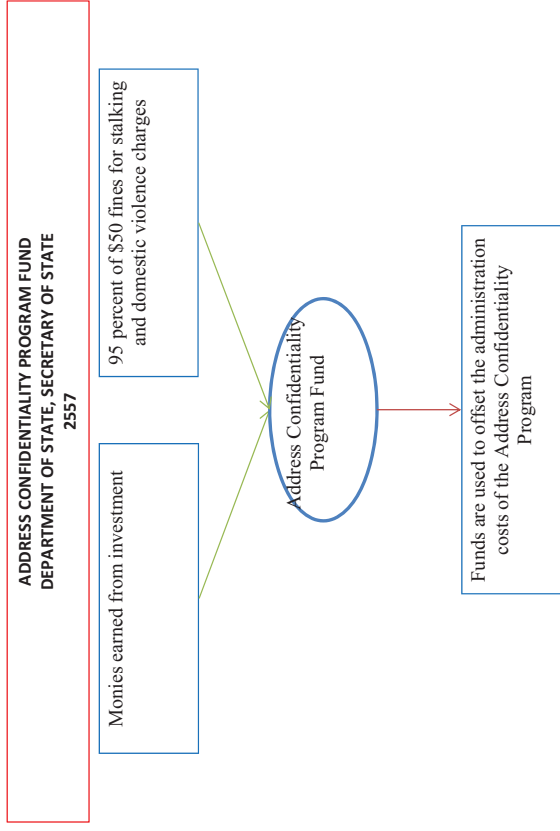 ADDRESS CONFIDENTIALITY PROGRAM FUND
DEPARTMENT OF STATE, SECRETARY OF STATE
2557
Monies earned from investment
95 percent of $50 fines for stalking
and domestic violence charges
Address Confidentiality
Program Fund
Funds are used to offset the administration
costs of the Address Confidentiality
Program